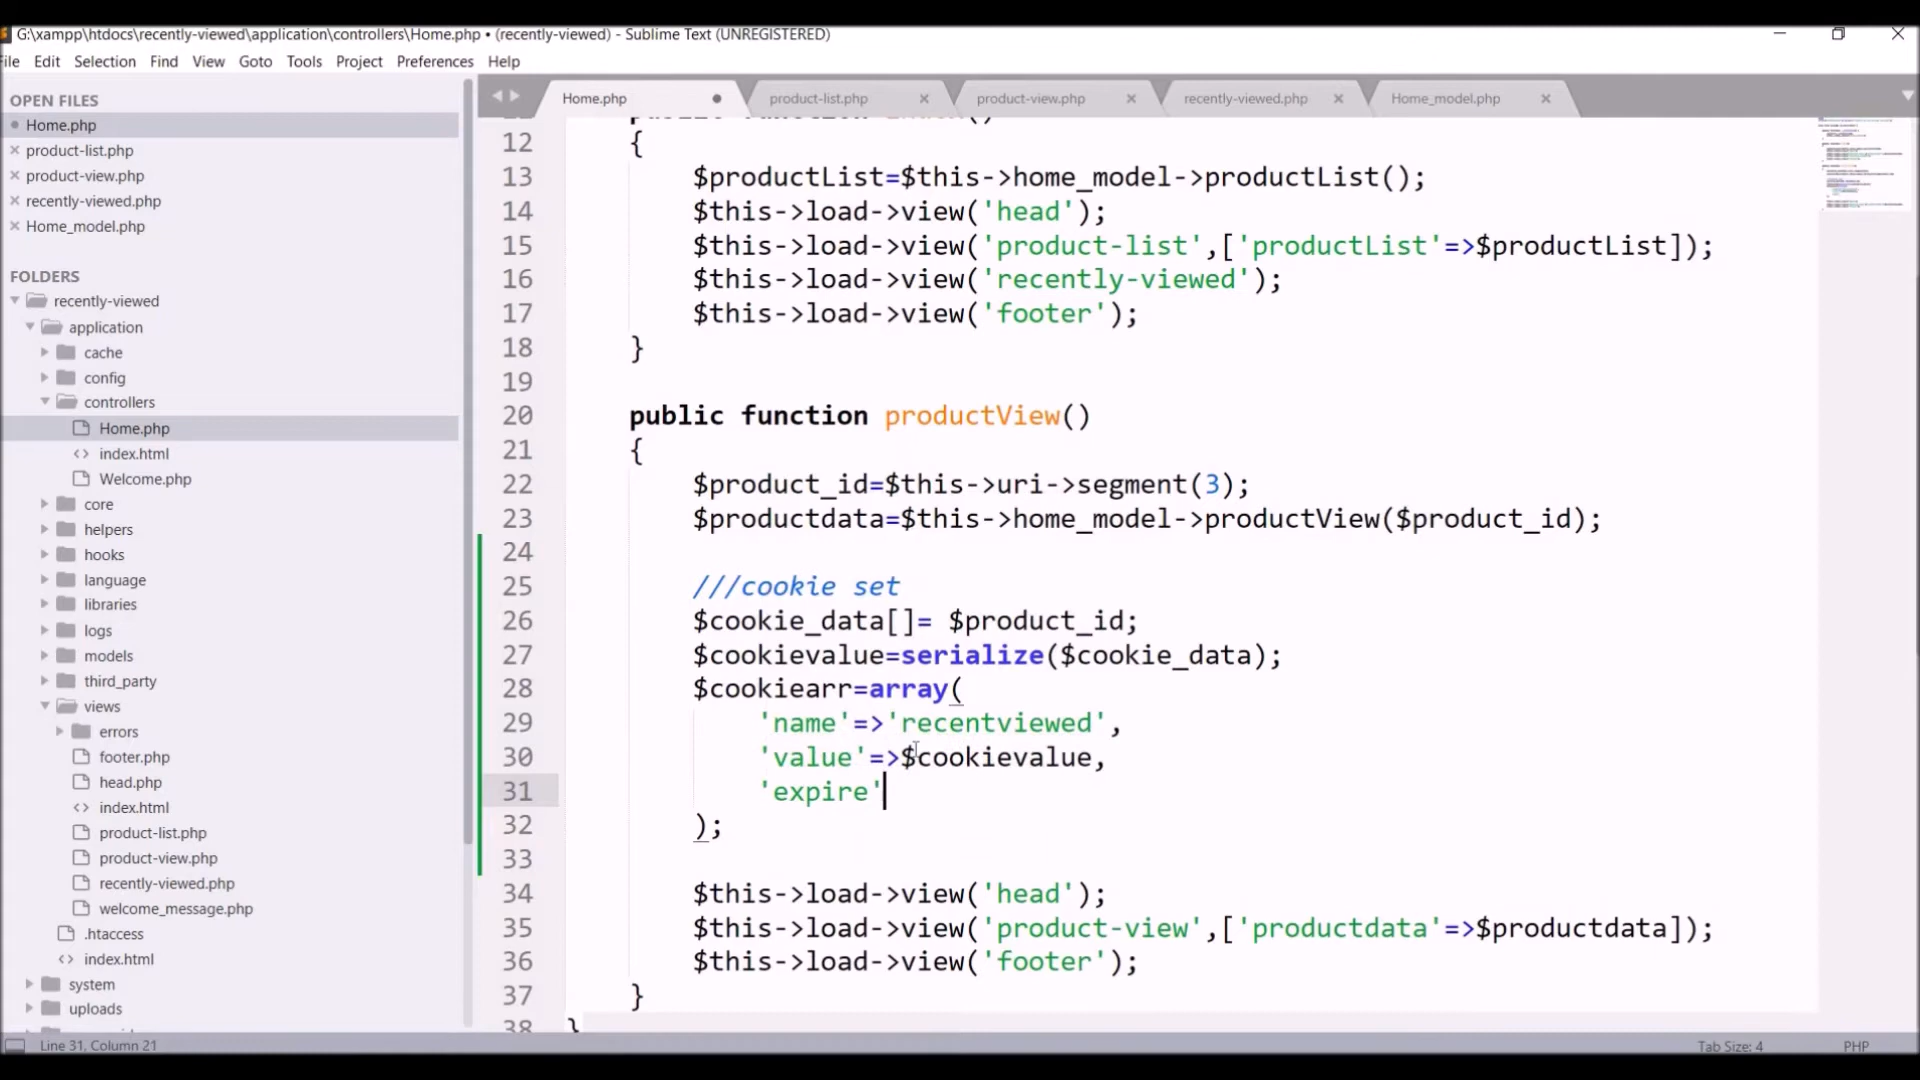 G:\xampp\htdocs\recently-viewed\application\controllers\Home.php • (recently-viewed) - Sublime Text (UNREGISTERED)
File Edit Selection Find View Goto Tools Project Preferences Help
OPEN FILES
Home.php
product-list.php
product-view.php
recently-viewed.php
Home_model.php
FOLDERS
recently-viewed
application
cache
config
controllers
Home.php
index.html
Welcome.php
core
helpers
hooks
language
libraries
logs
models
third_party
views
errors
footer.php
head.php
index.html
product-list.php
product-view.php
recently-viewed.php
welcome_message.php
.htaccess
index.html
system
uploads
Home.php product-list.php product-view.php recently-viewed.php Home_model.php
12 {
13 $productList=$this->home_model->productList();
14 $this->load->view('head');
15 $this->load->view('product-list',['productList'=>$productList]);
16 $this->load->view('recently-viewed');
17 $this->load->view('footer');
18 }
19
20 public function productView()
21 {
22 $product_id=$this->uri->segment(3);
23 $productdata=$this->home_model->productView($product_id);
24
25 ///cookie set
26 $cookie_data[]= $product_id;
27 $cookievalue=serialize($cookie_data);
28 $cookiearr=array(
29 'name'=>'recentviewed',
30 'value'=>$cookievalue,
31 'expire'
32 );
33
34 $this->load->view('head');
35 $this->load->view('product-view',['productdata'=>$productdata]);
36 $this->load->view('footer');
37 }
38 }
Line 31, Column 21
Tab Size: 4
PHP